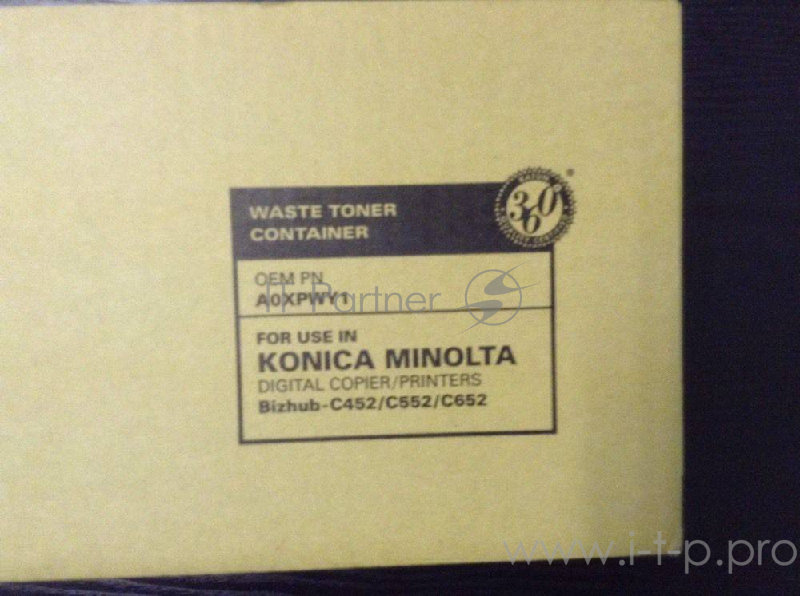 WASTE TONER
CONTAINER
360
®
OEM PN
A0XPWY1
IT Partner
FOR USE IN
KONICA MINOLTA
DIGITAL COPIER/PRINTERS
Bizhub-C452/C552/C652
www.i-t-p.pro